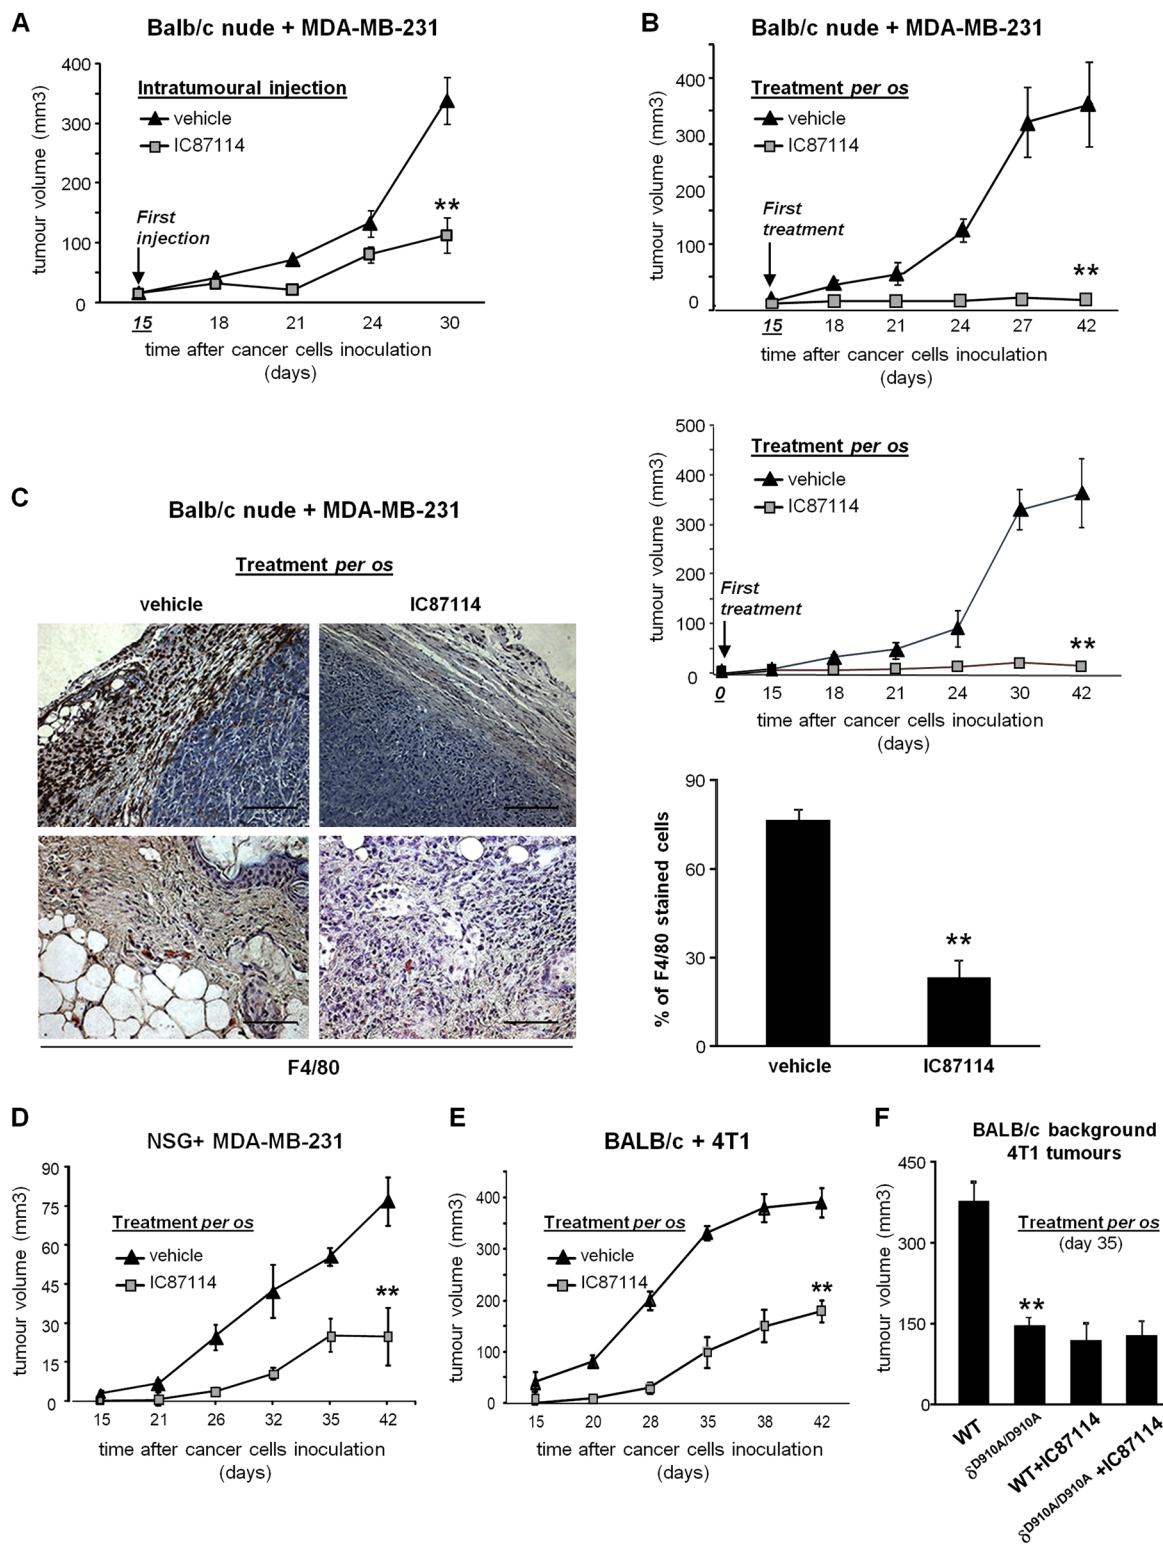 A
Balb/c nude + MDA-MB-231
tumour volume (mm3)
400
300
200
100
0
Intratumoural injection
vehicle
IC87114
First
injection
**
15 18 21 24 30
time after cancer cells inoculation
(days)
B
Balb/c nude + MDA-MB-231
tumour volume (mm3)
400
300
200
100
0
Treatment per os
vehicle
IC87114
First
treatment
**
15 18 21 24 27 42
time after cancer cells inoculation
(days)
tumour volume (mm3)
500
400
300
200
100
0
Treatment per os
vehicle
IC87114
First
treatment
**
0 15 18 21 24 30 42
time after cancer cells inoculation
(days)
C
Balb/c nude + MDA-MB-231
Treatment per os
vehicle IC87114
F4/80
% of F4/80 stained cells
90
60
30
0
**
vehicle IC87114
D
NSG+ MDA-MB-231
tumour volume (mm3)
90
75
60
45
30
15
0
Treatment per os
vehicle
IC87114
**
15 21 26 32 35 42
time after cancer cells inoculation
(days)
E
BALB/c + 4T1
tumour volume (mm3)
400
300
200
100
0
Treatment per os
vehicle
IC87114
**
15 20 28 35 38 42
time after cancer cells inoculation
(days)
F
BALB/c background
4T1 tumours
tumour volume (mm3)
450
300
150
0
Treatment per os
(day 35)
**
WT
δD910A/D910A
WT+IC87114
δD910A/D910A +IC87114